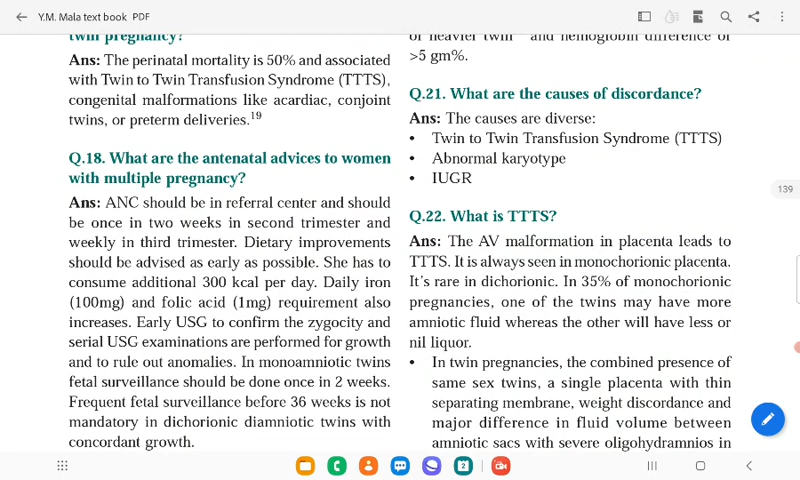 Y.M. Mala text book PDF
twin pregnancy?
Ans: The perinatal mortality is 50% and associated
with Twin to Twin Transfusion Syndrome (TTTS),
congenital malformations like acardiac, conjoint
twins, or preterm deliveries.19
Q.18. What are the antenatal advices to women
with multiple pregnancy?
Ans: ANC should be in referral center and should
be once in two weeks in second trimester and
weekly in third trimester. Dietary improvements
should be advised as early as possible. She has to
consume additional 300 kcal per day. Daily iron
(100mg) and folic acid (1mg) requirement also
increases. Early USG to confirm the zygocity and
serial USG examinations are performed for growth
and to rule out anomalies. In monoamniotic twins
fetal surveillance should be done once in 2 weeks.
Frequent fetal surveillance before 36 weeks is not
mandatory in dichorionic diamniotic twins with
concordant growth.
of heavier twin and hemoglobin difference of
>5 gm%.
Q.21. What are the causes of discordance?
Ans: The causes are diverse:
• Twin to Twin Transfusion Syndrome (TTTS)
• Abnormal karyotype
• IUGR
Q.22. What is TTTS?
Ans: The AV malformation in placenta leads to
TTTS. It is always seen in monochorionic placenta.
It's rare in dichorionic. In 35% of monochorionic
pregnancies, one of the twins may have more
amniotic fluid whereas the other will have less or
nil liquor.
• In twin pregnancies, the combined presence of
same sex twins, a single placenta with thin
separating membrane, weight discordance and
major difference in fluid volume between
amniotic sacs with severe oligohydramnios in
139
2